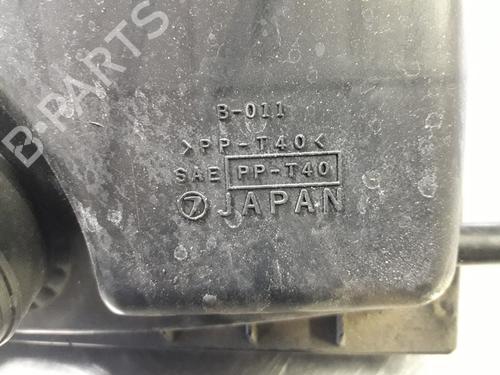 B-PARTS
B-011
>PP-T40<
SAE PP-T40
⑦ JAPAN